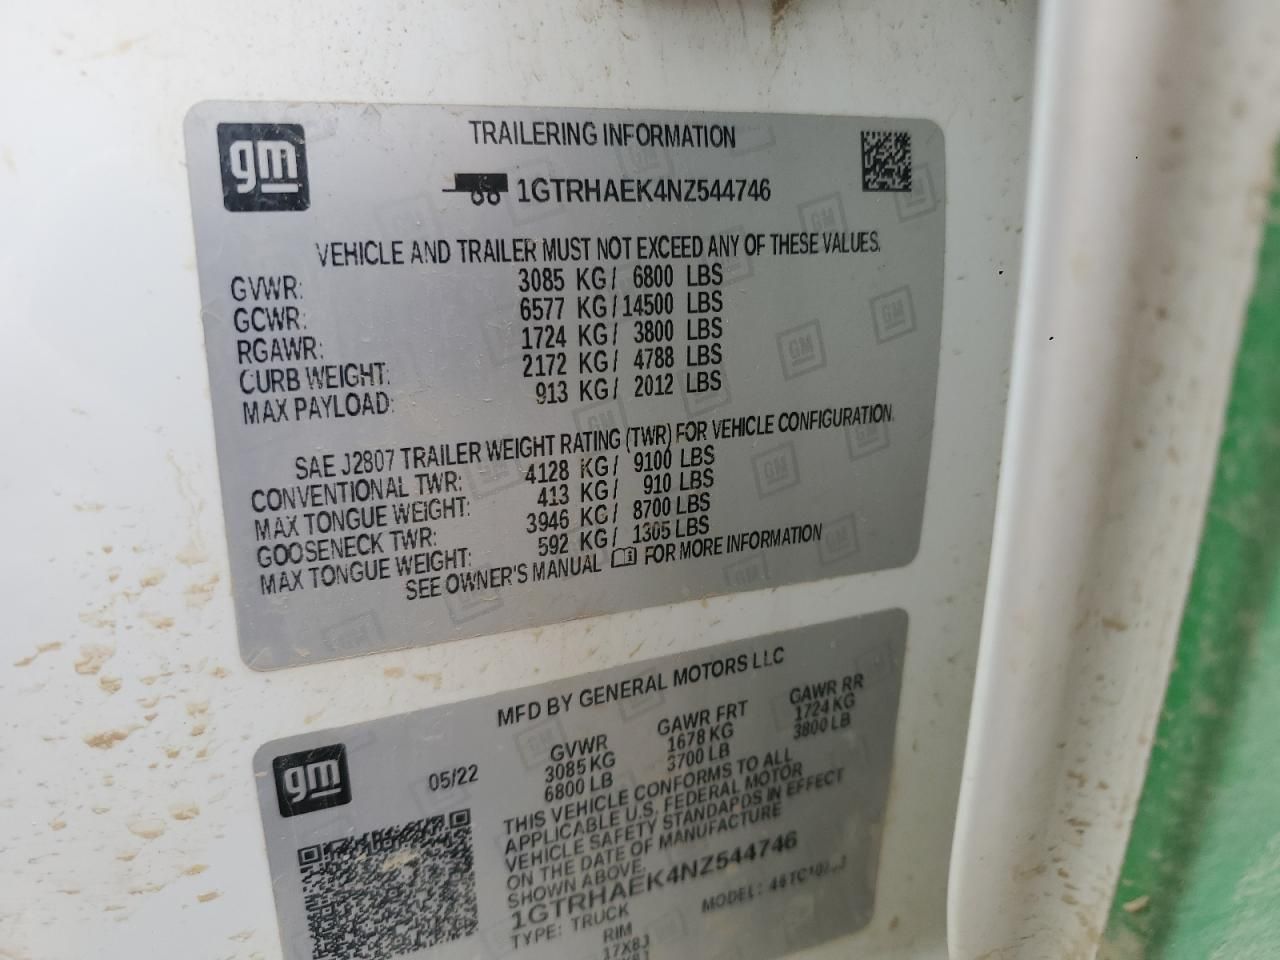 gm
TRAILERING INFORMATION
1GTRHAEK4NZ544746
VEHICLE AND TRAILER MUST NOT EXCEED ANY OF THESE VALUES.
GVWR: 3085 KG/ 6800 LBS
GCWR: 6577 KG/14500 LBS
RGAWR: 1724 KG/ 3800 LBS
CURB WEIGHT: 2172 KG/ 4788 LBS
MAX PAYLOAD: 913 KG/ 2012 LBS
SAE J2807 TRAILER WEIGHT RATING (TWR) FOR VEHICLE CONFIGURATION.
CONVENTIONAL TWR: 4128 KG/ 9100 LBS
MAX TONGUE WEIGHT: 413 KG/ 910 LBS
GOOSENECK TWR: 3946 KG/ 8700 LBS
MAX TONGUE WEIGHT: 592 KG/ 1305 LBS
SEE OWNER'S MANUAL FOR MORE INFORMATION
gm
MFD BY GENERAL MOTORS LLC
05/22
GVWR GAWR FRT GAWR RR
3085 KG 1678 KG 1724 KG
6800 LB 3700 LB 3800 LB
THIS VEHICLE CONFORMS TO ALL
APPLICABLE U.S. FEDERAL MOTOR
VEHICLE SAFETY STANDARDS IN EFFECT
ON THE DATE OF MANUFACTURE
SHOWN ABOVE.
1GTRHAEK4NZ544746
TYPE: TRUCK MODEL:
RIM
17X8J